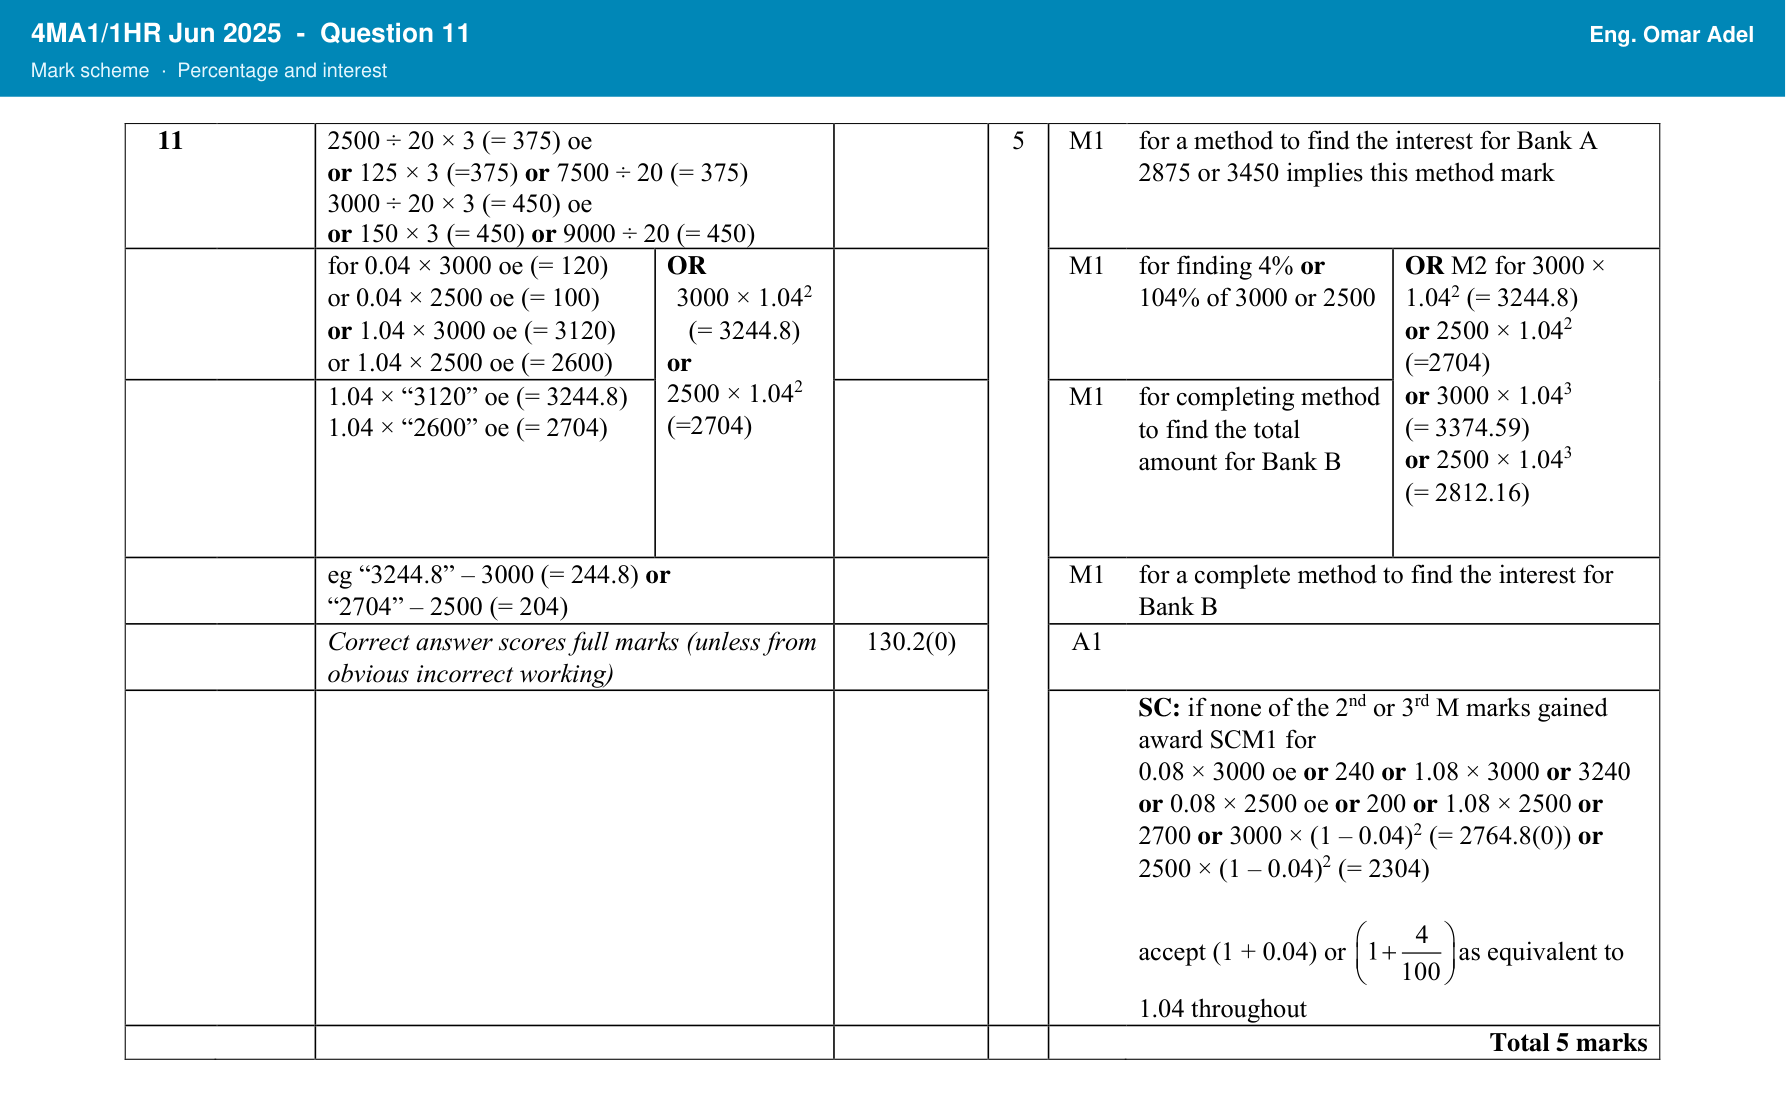 4MA1/1HR Jun 2025 - Question 11
Eng. Omar Adel
Mark scheme · Percentage and interest
11
2500 ÷ 20 × 3 (= 375) oe
or 125 × 3 (=375) or 7500 ÷ 20 (= 375)
3000 ÷ 20 × 3 (= 450) oe
or 150 × 3 (= 450) or 9000 ÷ 20 (= 450)
5
M1
for a method to find the interest for Bank A
2875 or 3450 implies this method mark
for 0.04 × 3000 oe (= 120)
or 0.04 × 2500 oe (= 100)
or 1.04 × 3000 oe (= 3120)
or 1.04 × 2500 oe (= 2600)
OR
3000 × 1.04²
(= 3244.8)
or
2500 × 1.04²
(=2704)
M1
for finding 4% or
104% of 3000 or 2500
OR M2 for 3000 ×
1.04² (= 3244.8)
or 2500 × 1.04²
(=2704)
or 3000 × 1.04³
(= 3374.59)
or 2500 × 1.04³
(= 2812.16)
1.04 × “3120” oe (= 3244.8)
1.04 × “2600” oe (= 2704)
M1
for completing method
to find the total
amount for Bank B
eg “3244.8” – 3000 (= 244.8) or
“2704” – 2500 (= 204)
M1
for a complete method to find the interest for
Bank B
Correct answer scores full marks (unless from
obvious incorrect working)
130.2(0)
A1
SC: if none of the 2nd or 3rd M marks gained
award SCM1 for
0.08 × 3000 oe or 240 or 1.08 × 3000 or 3240
or 0.08 × 2500 oe or 200 or 1.08 × 2500 or
2700 or 3000 × (1 – 0.04)² (= 2764.8(0)) or
2500 × (1 – 0.04)² (= 2304)
accept (1 + 0.04) or (1 + 4/100) as equivalent to
1.04 throughout
Total 5 marks